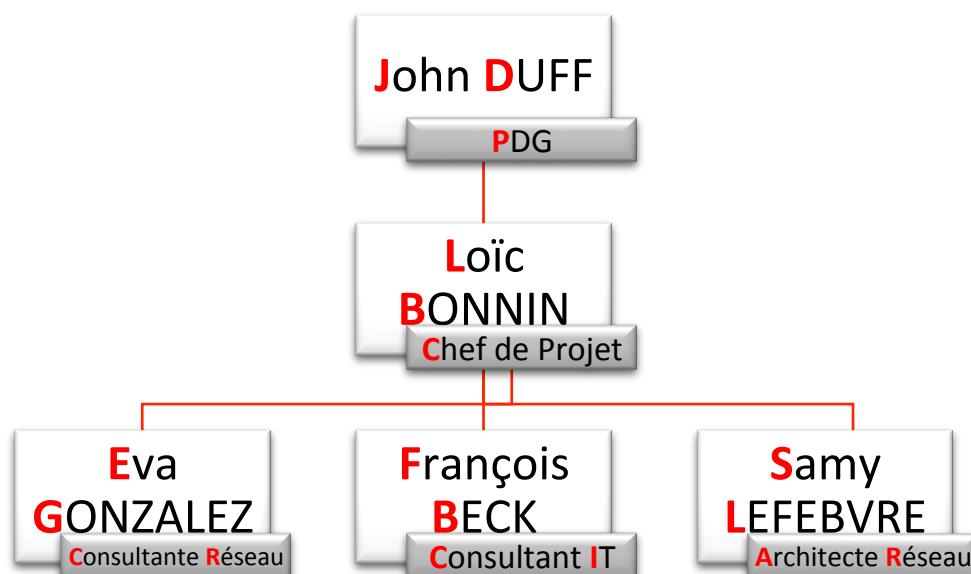 John DUFF
PDG
Loïc
BONNIN
Chef de Projet
Eva
GONZALEZ
Consultante Réseau
François
BECK
Consultant IT
Samy
LEFEBVRE
Architecte Réseau